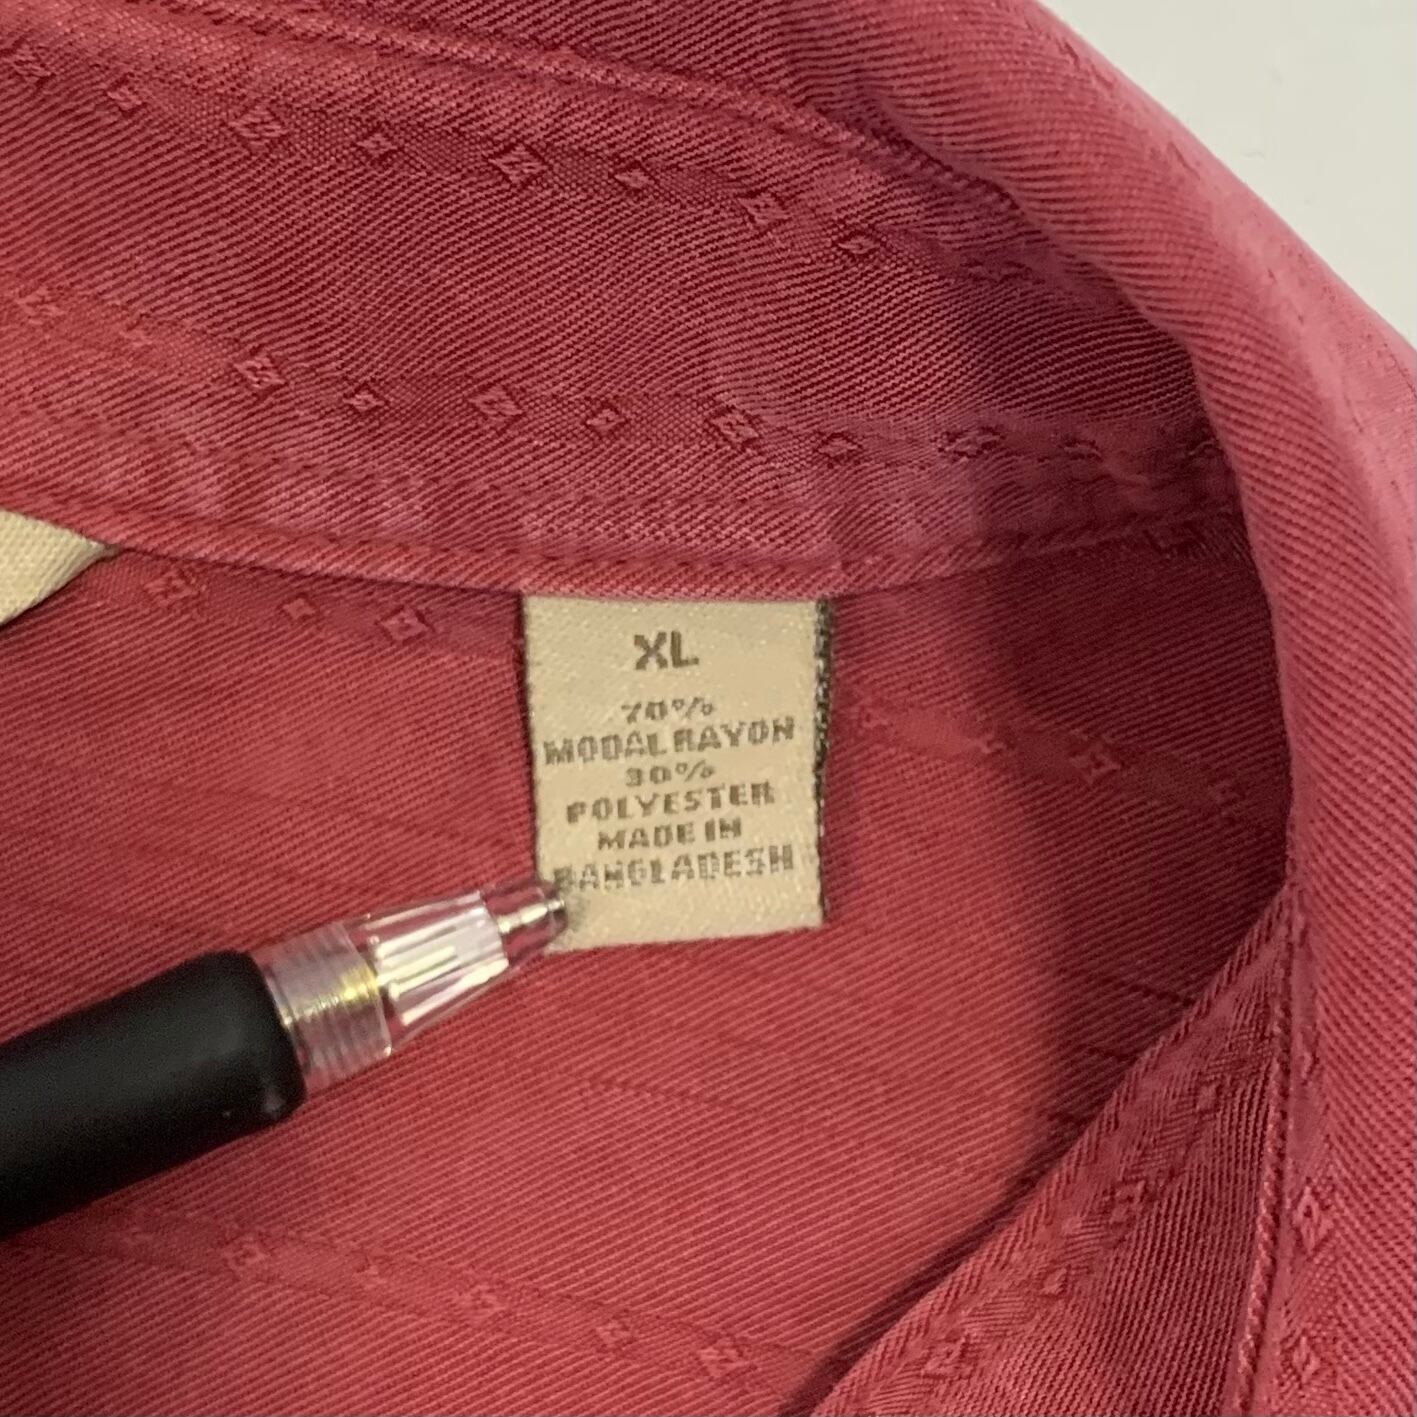 XL
70%
MODAL RAYON
30%
POLYESTER
MADE IN
BANGLADESH